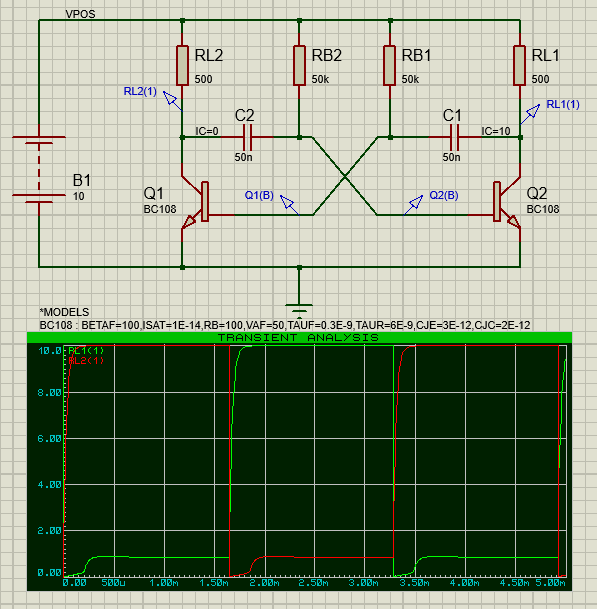 VPOS
RL2
500
RB2
50k
RB1
50k
RL1
500
RL2(1)
RL1(1)
C2
IC=0
50n
C1
IC=10
50n
B1
10
Q1
BC108
Q1(B)
Q2(B)
Q2
BC108
*MODELS
BC108 : BETAF=100,ISAT=1E-14,RB=100,VAF=50,TAUF=0.3E-9,TAUR=6E-9,CJE=3E-12,CJC=2E-12
TRANSIENT ANALYSIS
10.0
RL1(1)
RL2(1)
8.00
6.00
4.00
2.00
0.00
0.00 500u 1.00m 1.50m 2.00m 2.50m 3.00m 3.50m 4.00m 4.50m 5.00m